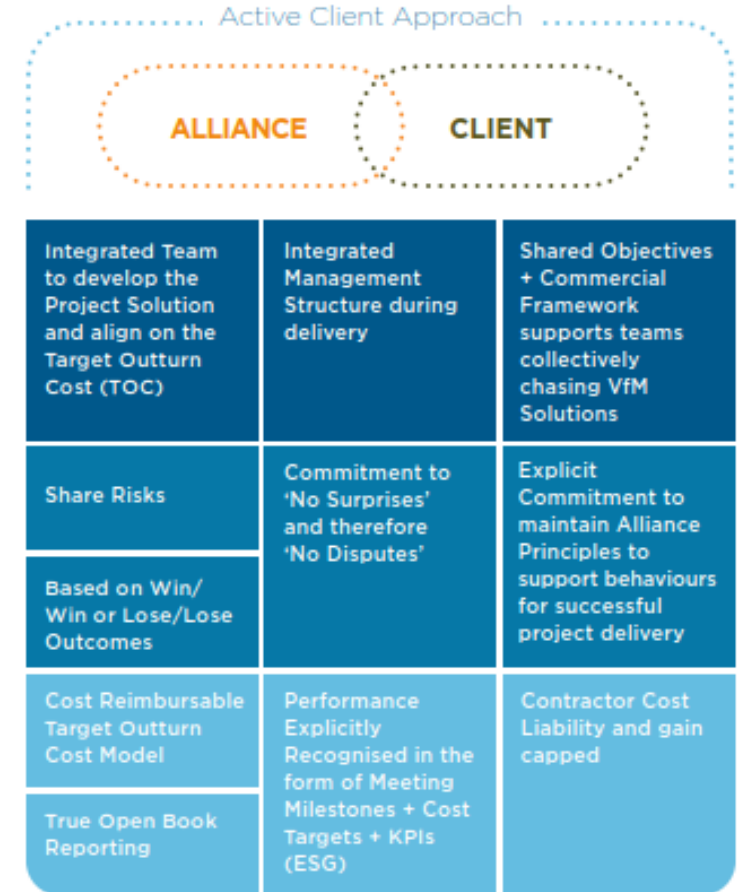 Active Client Approach
ALLIANCE
CLIENT
Integrated Team
to develop the
Project Solution
and align on the
Target Outturn
Cost (TOC)
Integrated
Management
Structure during
delivery
Shared Objectives
+ Commercial
Framework
supports teams
collectively
chasing VfM
Solutions
Share Risks
Based on Win/
Win or Lose/Lose
Outcomes
Commitment to
‘No Surprises’
and therefore
‘No Disputes’
Explicit
Commitment to
maintain Alliance
Principles to
support behaviours
for successful
project delivery
Cost Reimbursable
Target Outturn
Cost Model
True Open Book
Reporting
Performance
Explicitly
Recognised in the
form of Meeting
Milestones + Cost
Targets + KPIs
(ESG)
Contractor Cost
Liability and gain
capped